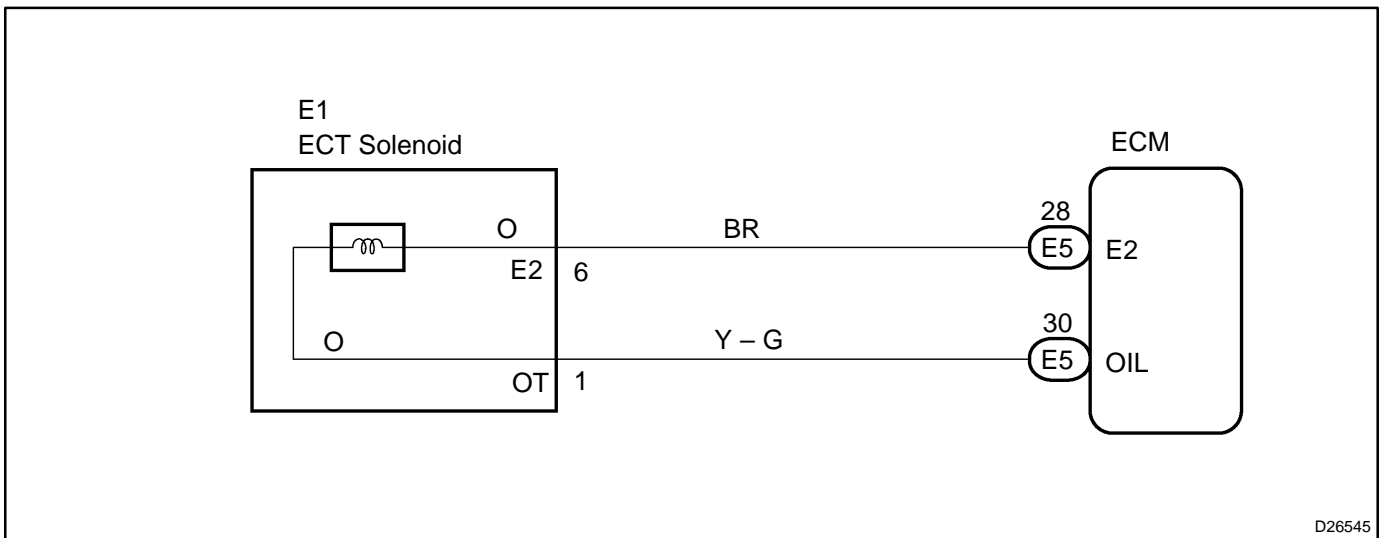 E1
ECT Solenoid
ECM
O
BR
28
E5
E2
E2
6
O
Y – G
30
E5
OIL
OT
1
D26545